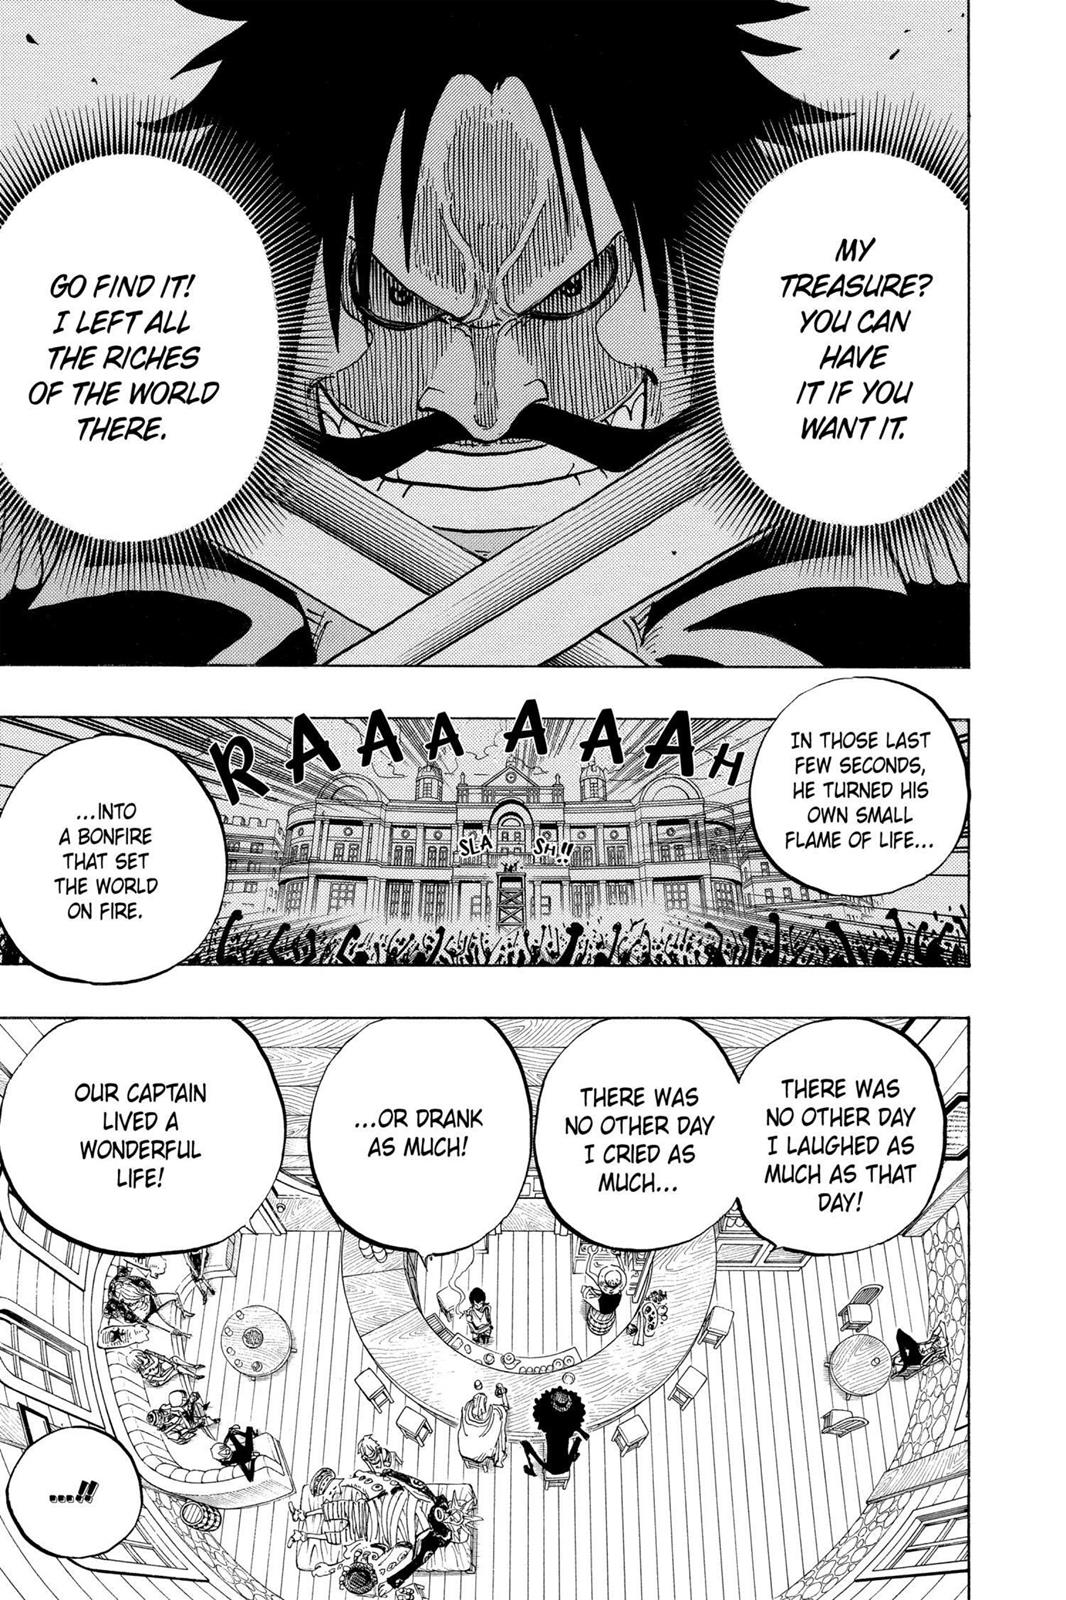 MY
TREASURE?
YOU CAN
HAVE
IT IF YOU
WANT IT.
GO FIND IT!
I LEFT ALL
THE RICHES
OF THE WORLD
THERE.
IN THOSE LAST
FEW SECONDS,
HE TURNED HIS
OWN SMALL
FLAME OF LIFE...
RAAAAAAAH
SLASH!!
...INTO
A BONFIRE
THAT SET
THE WORLD
ON FIRE.
THERE WAS
NO OTHER DAY
I LAUGHED AS
MUCH AS THAT
DAY!
THERE WAS
NO OTHER DAY
I CRIED AS
MUCH...
...OR DRANK
AS MUCH!
OUR CAPTAIN
LIVED A
WONDERFUL
LIFE!
...!!